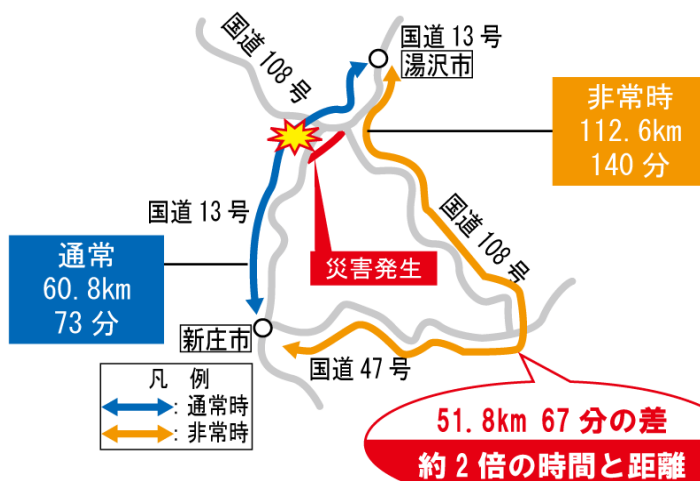 国道108号
国道13号
湯沢市
非常時
112.6km
140分
国道13号
国道108号
通常
60.8km
73分
災害発生
新庄市
国道47号
凡 例
：通常時
：非常時
51.8km 67分の差
約2倍の時間と距離